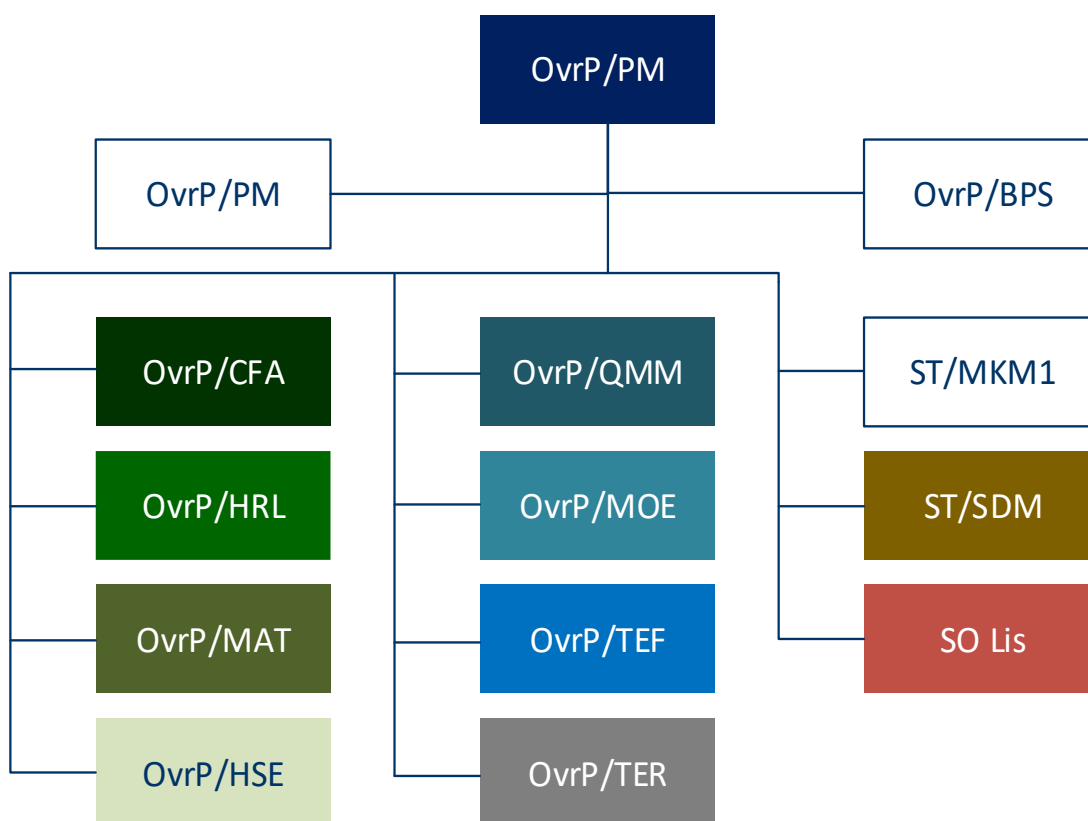 OvrP/PM
OvrP/PM
OvrP/BPS
OvrP/CFA
OvrP/QMM
ST/MKM1
OvrP/HRL
OvrP/MOE
ST/SDM
OvrP/MAT
OvrP/TEF
SO Lis
OvrP/HSE
OvrP/TER